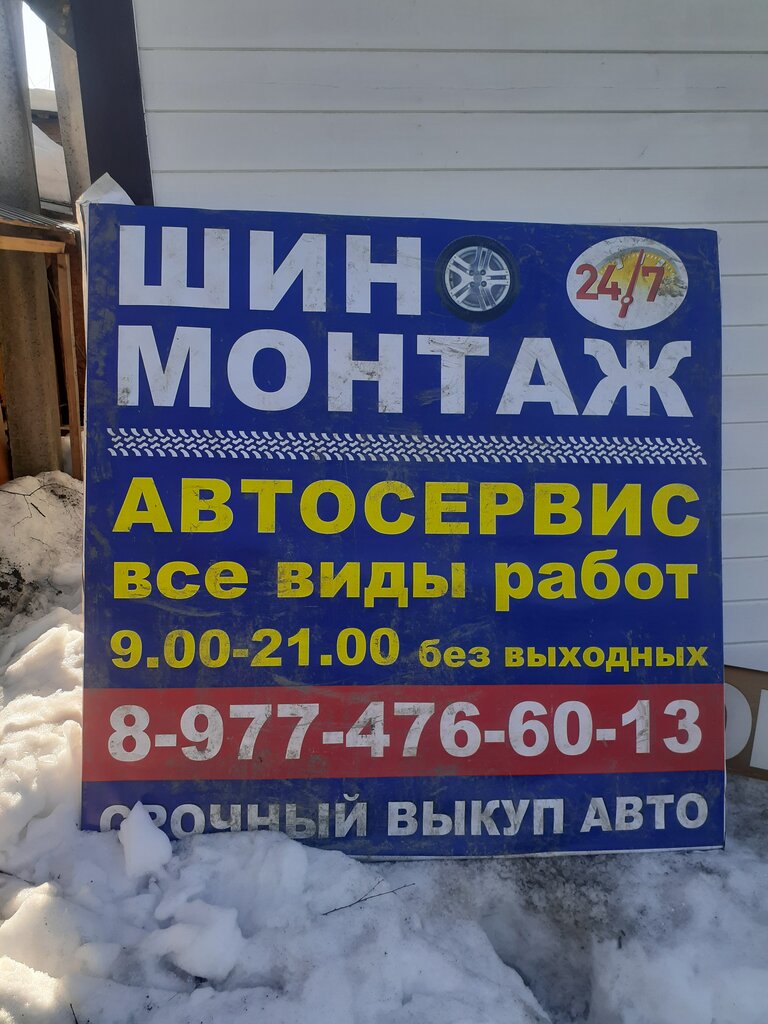 ШИН
24/7
МОНТАЖ
АВТОСЕРВИС
все виды работ
9.00-21.00 без выходных
8-977-476-60-13
СРОЧНЫЙ ВЫКУП АВТО